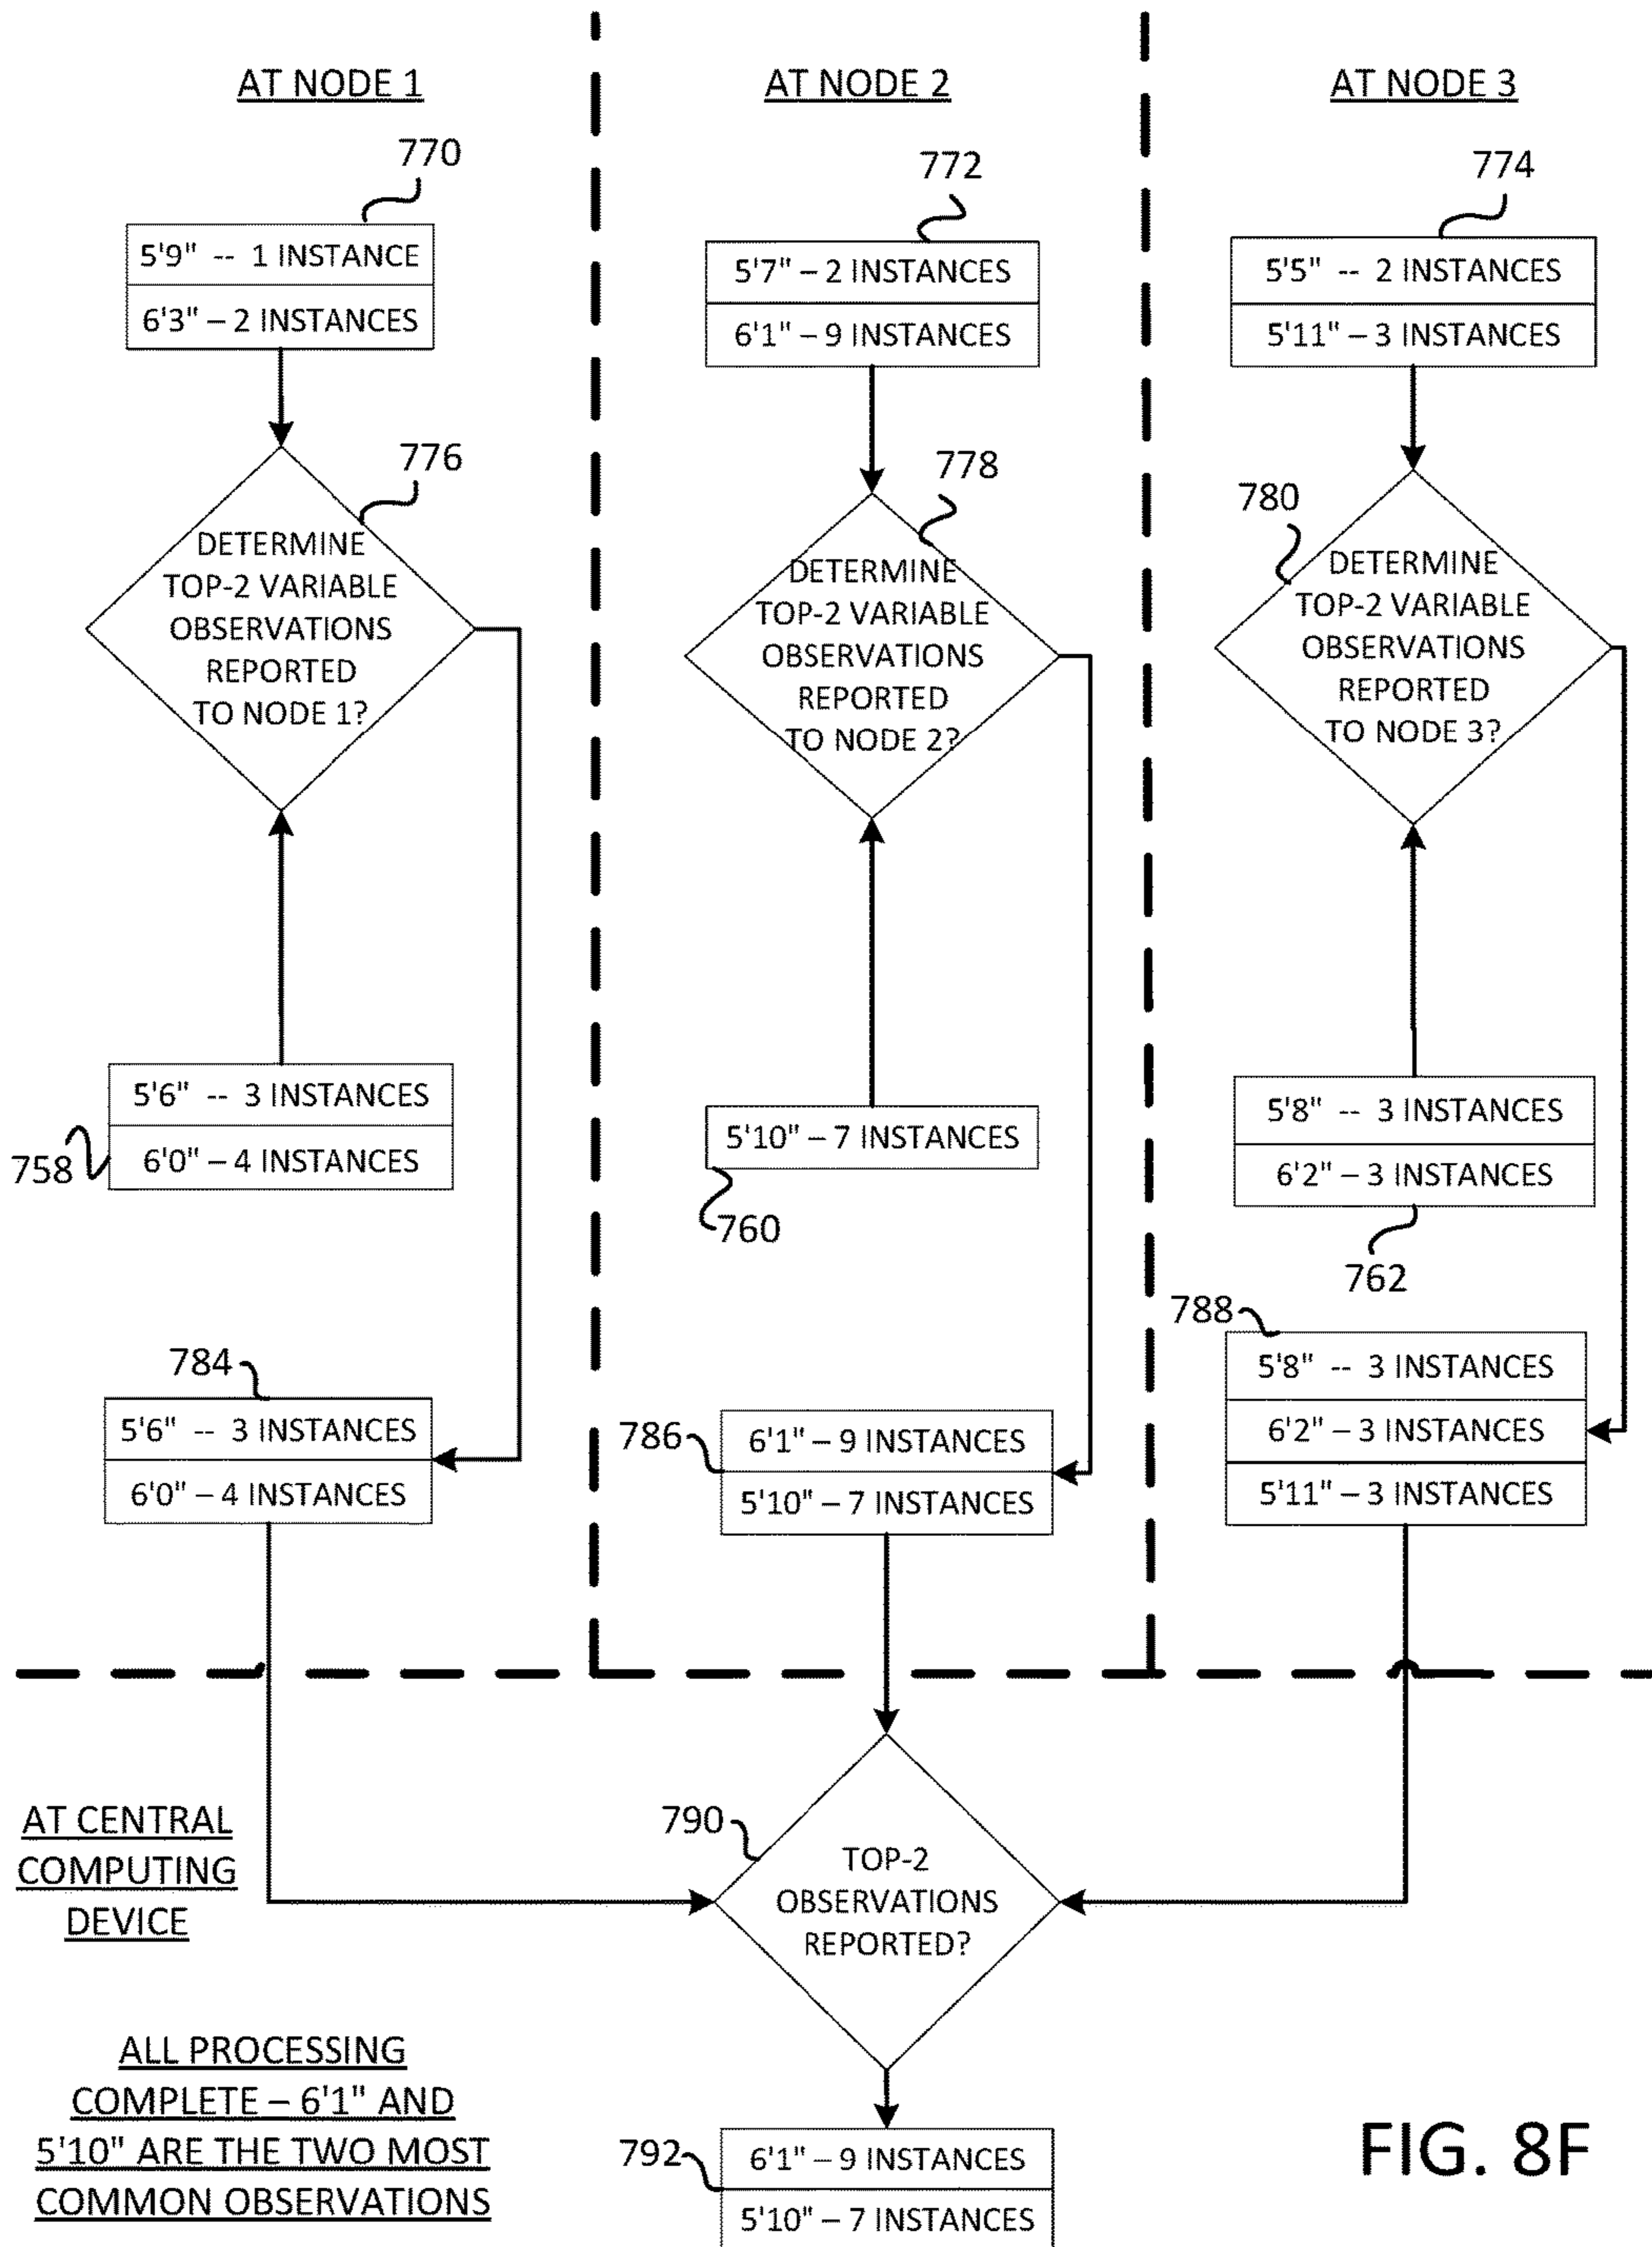 AT NODE 1
AT NODE 2
AT NODE 3
770
772
774
5'9" -- 1 INSTANCE
6'3" – 2 INSTANCES
5'7" – 2 INSTANCES
6'1" – 9 INSTANCES
5'5" -- 2 INSTANCES
5'11" – 3 INSTANCES
776
778
780
DETERMINE
TOP-2 VARIABLE
OBSERVATIONS
REPORTED
TO NODE 1?
DETERMINE
TOP-2 VARIABLE
OBSERVATIONS
REPORTED
TO NODE 2?
DETERMINE
TOP-2 VARIABLE
OBSERVATIONS
REPORTED
TO NODE 3?
5'6" -- 3 INSTANCES
6'0" – 4 INSTANCES
758
5'10" – 7 INSTANCES
760
5'8" -- 3 INSTANCES
6'2" – 3 INSTANCES
762
784
5'6" -- 3 INSTANCES
6'0" – 4 INSTANCES
786
6'1" – 9 INSTANCES
5'10" – 7 INSTANCES
788
5'8" -- 3 INSTANCES
6'2" – 3 INSTANCES
5'11" – 3 INSTANCES
AT CENTRAL
COMPUTING
DEVICE
790
TOP-2
OBSERVATIONS
REPORTED?
ALL PROCESSING
COMPLETE – 6'1" AND
5'10" ARE THE TWO MOST
COMMON OBSERVATIONS
792
6'1" – 9 INSTANCES
5'10" – 7 INSTANCES
FIG. 8F